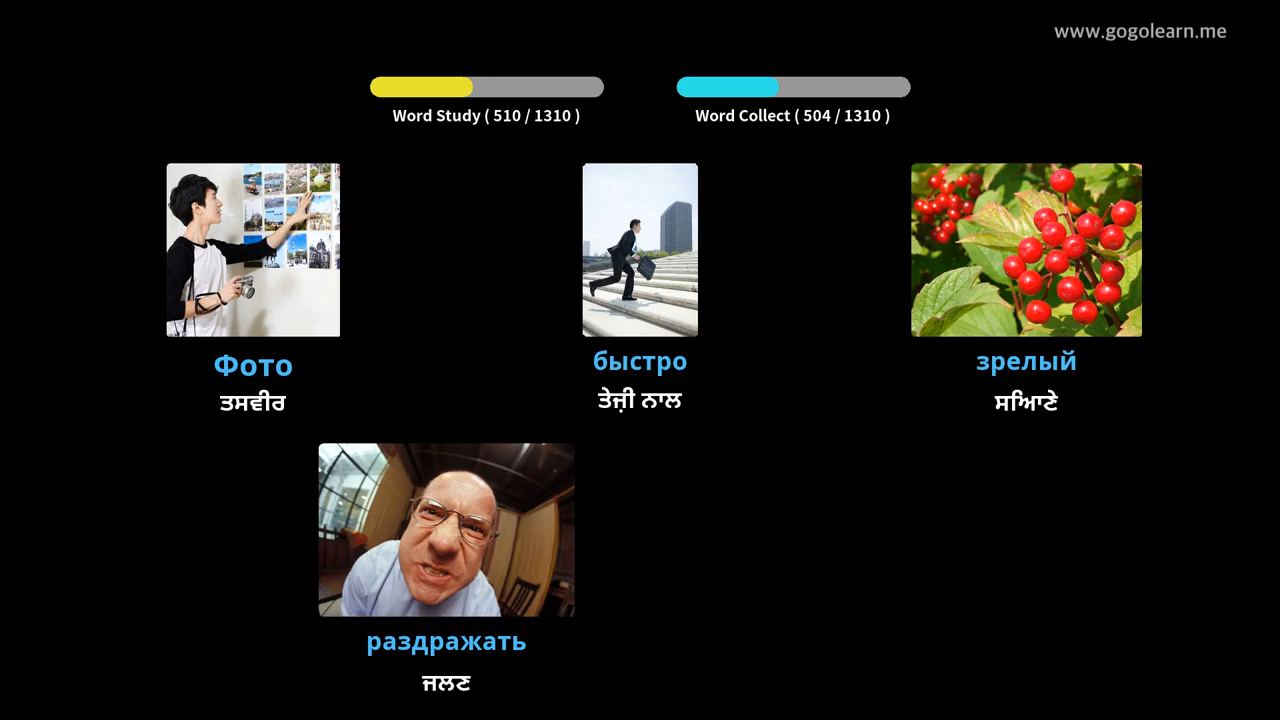 www.gogolearn.me
Word Study ( 510 / 1310 )
Word Collect ( 504 / 1310 )
Фото
ਤਸਵੀਰ
быстро
ਤੇਜ਼ੀ ਨਾਲ
зрелый
ਸਿਆਣੇ
раздражать
ਜਲਣ